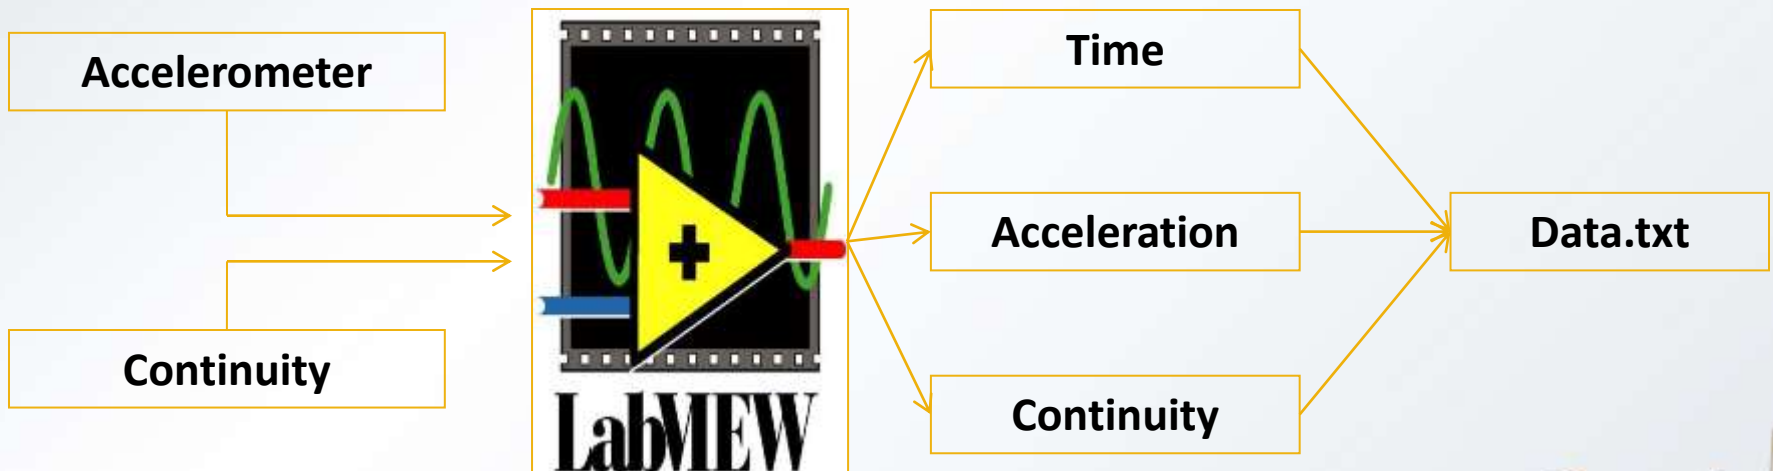 Accelerometer
Continuity
LabVIEW
Time
Acceleration
Continuity
Data.txt